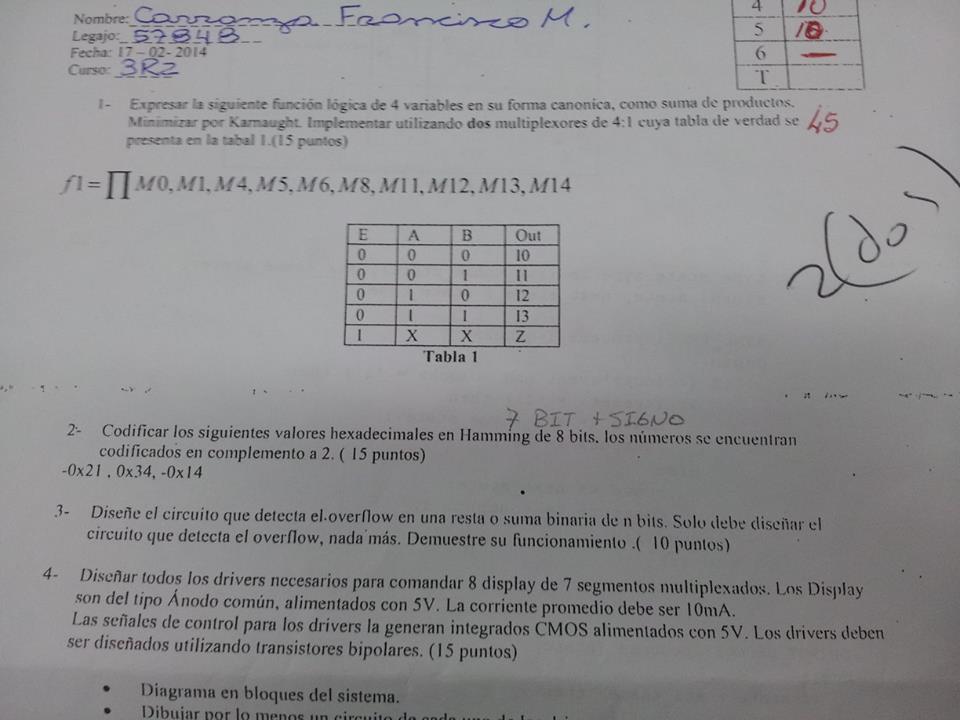 Nombre: Carranza Francisco M.
Legajo: 57848
Fecha: 17 – 02- 2014
Curso: 3R2
4 10
5 10
6 —
T
1- Expresar la siguiente función lógica de 4 variables en su forma canonica, como suma de productos.
Minimizar por Karnaught. Implementar utilizando dos multiplexores de 4:1 cuya tabla de verdad se
presenta en la tabal 1.(15 puntos)
45
f1 = ∏ M0, M1, M4, M5, M6, M8, M11, M12, M13, M14
2(dos)
E A B Out
0 0 0 I0
0 0 1 I1
0 1 0 I2
0 1 1 I3
1 X X Z
Tabla 1
7 BIT + SIGNO
2- Codificar los siguientes valores hexadecimales en Hamming de 8 bits. los números se encuentran
codificados en complemento a 2. ( 15 puntos)
-0x21 , 0x34, -0x14
3- Diseñe el circuito que detecta el overflow en una resta o suma binaria de n bits. Solo debe diseñar el
circuito que detecta el overflow, nada más. Demuestre su funcionamiento .( 10 puntos)
4- Diseñar todos los drivers necesarios para comandar 8 display de 7 segmentos multiplexados. Los Display
son del tipo Ánodo común, alimentados con 5V. La corriente promedio debe ser 10mA.
Las señales de control para los drivers la generan integrados CMOS alimentados con 5V. Los drivers deben
ser diseñados utilizando transistores bipolares. (15 puntos)
• Diagrama en bloques del sistema.
• Dibujar por lo menos un circuito de cada uno de los